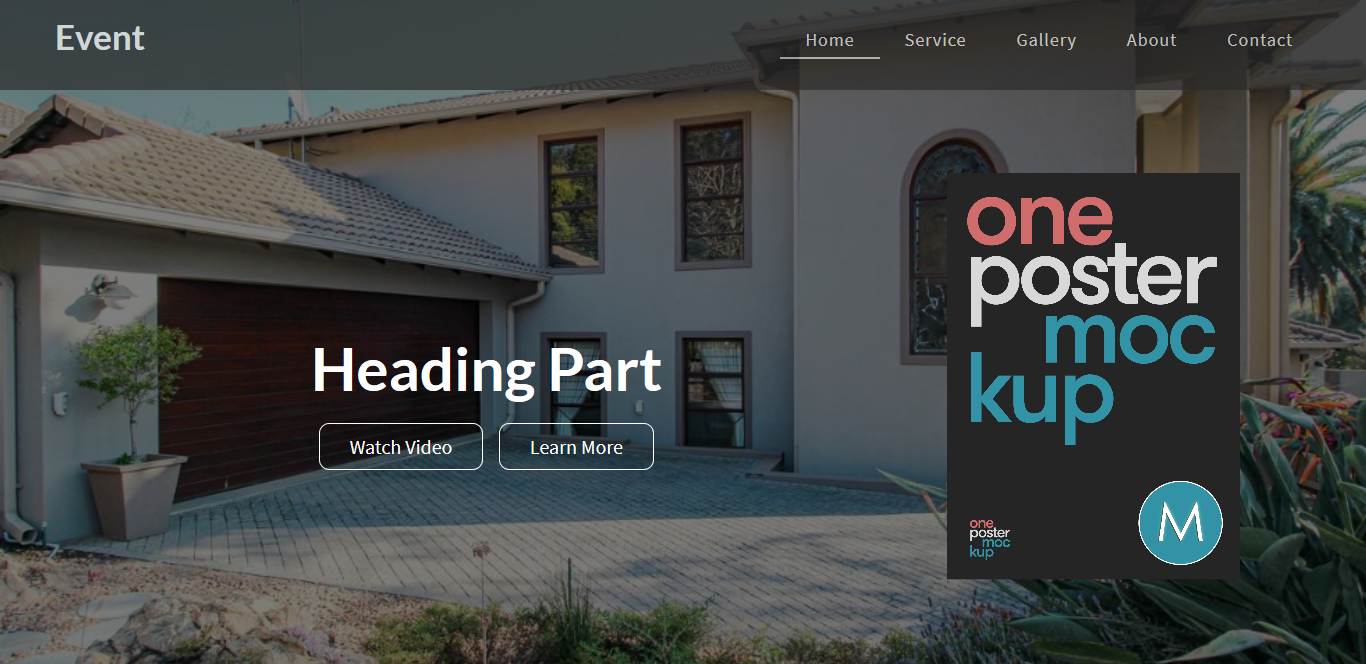 Event
Home Service Gallery About Contact
Heading Part
Watch Video Learn More
one
poster
moc
kup
one
poster
moc
kup
M